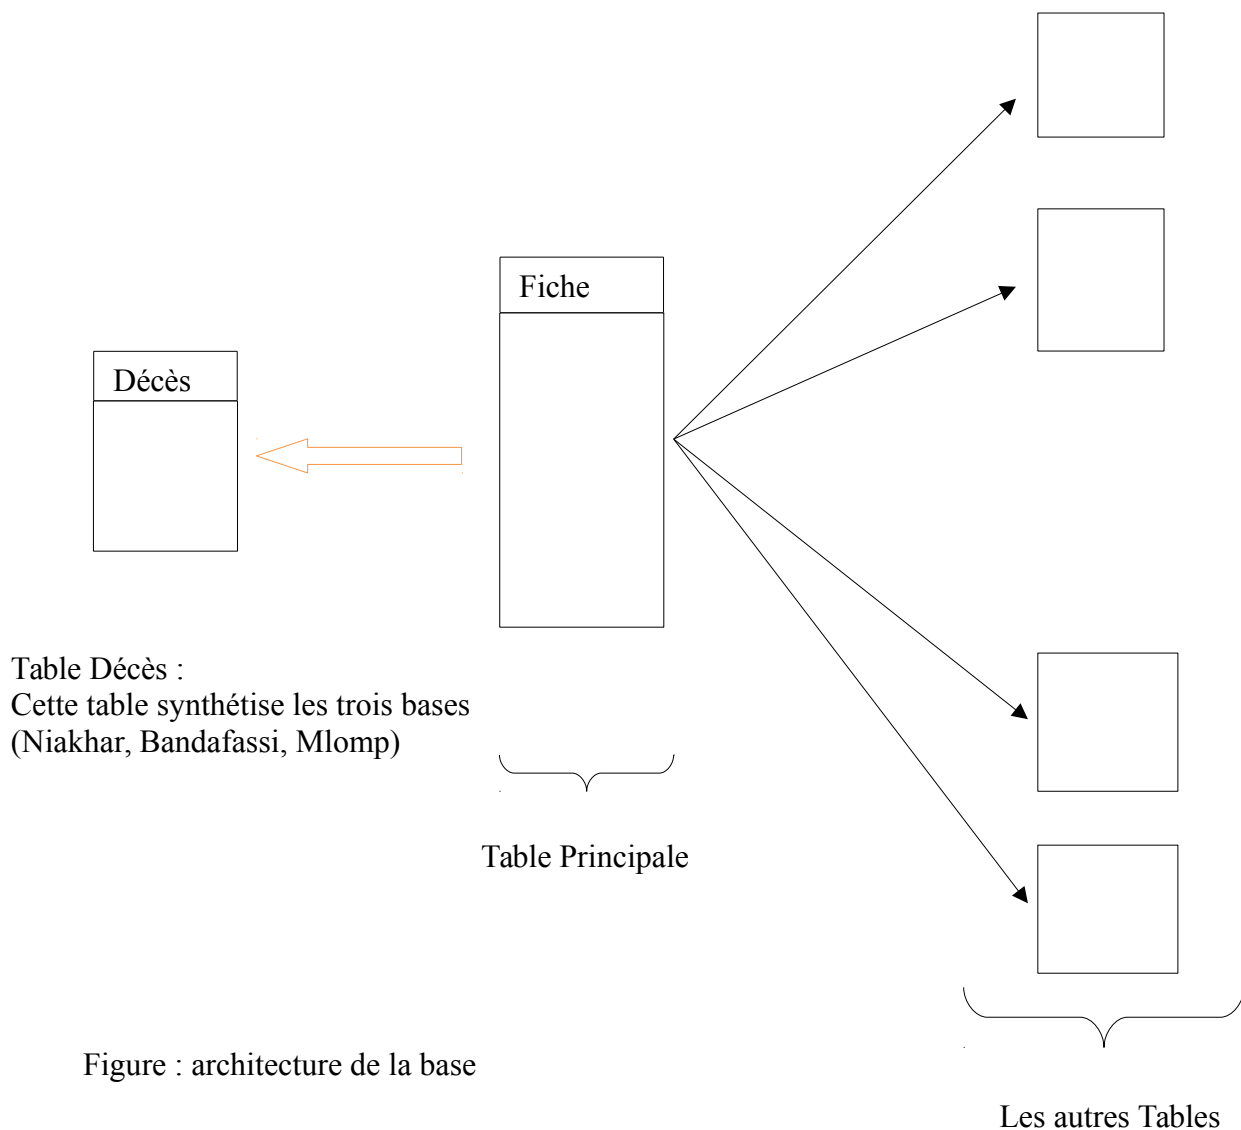 Fiche
Décès
Table Décès :
Cette table synthétise les trois bases
(Niakhar, Bandafassi, Mlomp)
Table Principale
Figure : architecture de la base
Les autres Tables